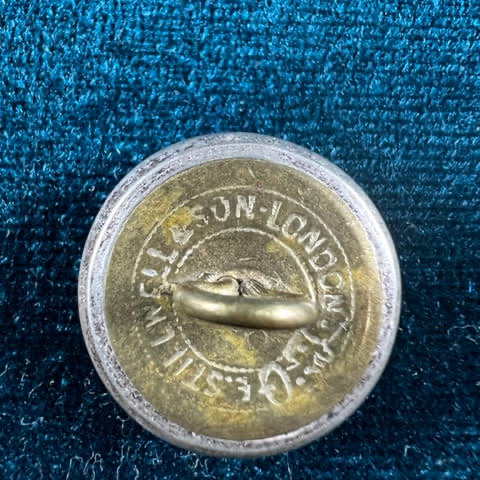 E. STILLWELL & SON · LONDON